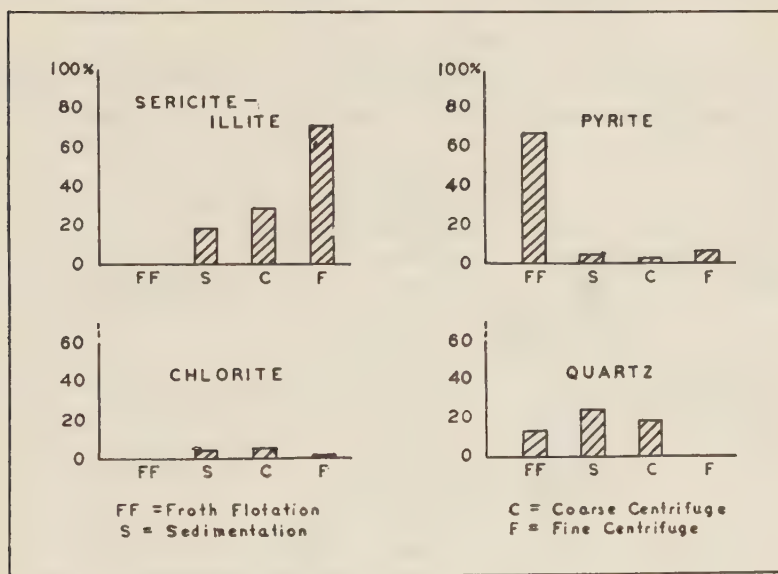 100%
SERICITE-
ILLITE
80
60
40
20
0
FF S C F
100%
PYRITE
80
60
40
20
0
FF S C F
60
CHLORITE
40
20
0
FF S C F
60
QUARTZ
40
20
0
FF S C F
FF = Froth Flotation
S = Sedimentation
C = Coarse Centrifuge
F = Fine Centrifuge